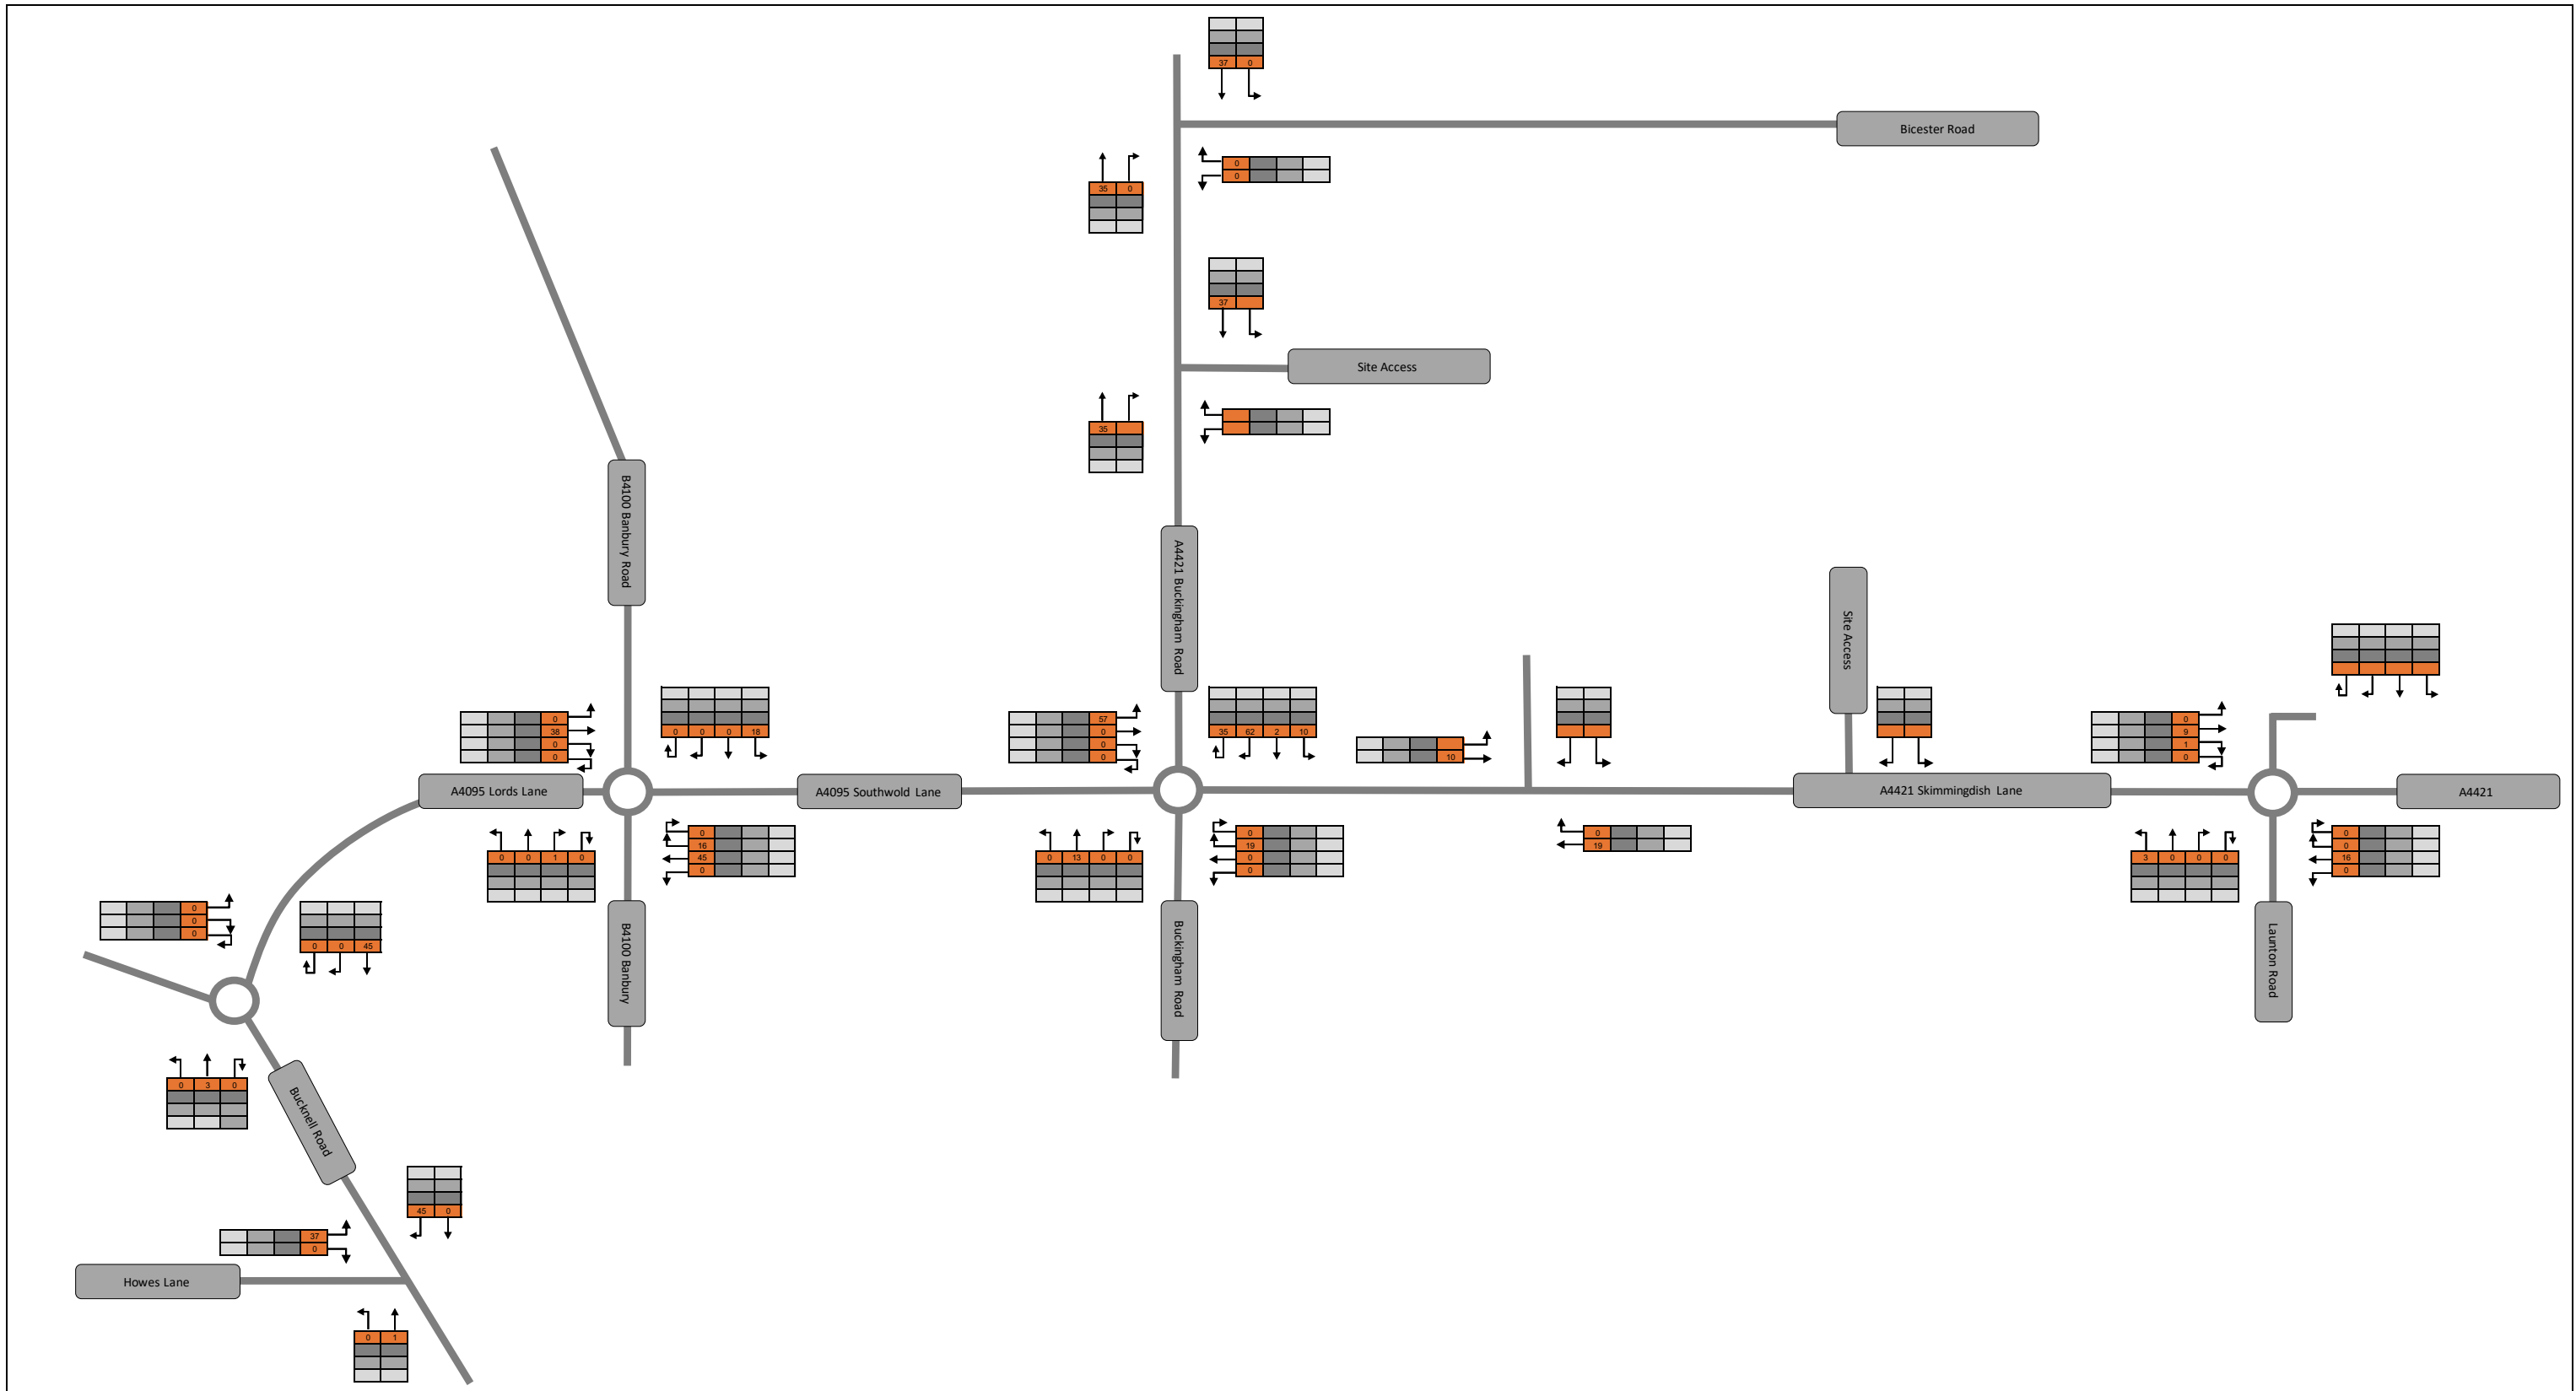 37 0
Bicester Road
0
0
35 0
37
Site Access
35
B4100 Banbury Road
A4421 Buckingham Road
Site Access
0
38
0
0
0 0 0 18
57
0
0
0
35 62 2 10
10
0
9
1
0
A4095 Lords Lane
A4095 Southwold Lane
A4421 Skimmingdish Lane
A4421
0 0 1 0
0
16
45
0
0 13 0 0
0
19
0
0
0
19
3 0 0 0
0
0
16
0
0
0
0
0 0 45
B4100 Banbury
Buckingham Road
Launton Road
0 3 0
Bucknell Road
45 0
37
0
Howes Lane
0 1